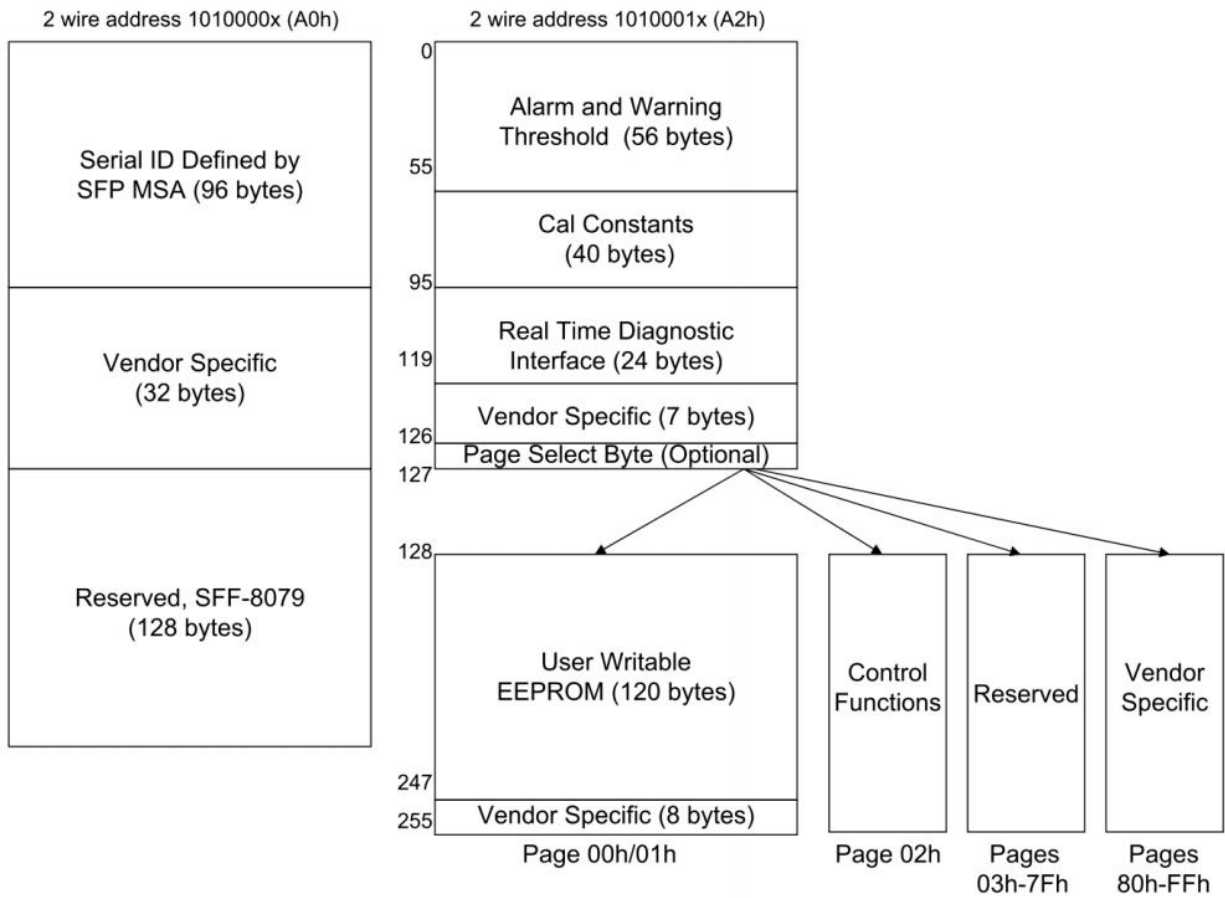 2 wire address 1010000x (A0h)
Serial ID Defined by
SFP MSA (96 bytes)
Vendor Specific
(32 bytes)
Reserved, SFF-8079
(128 bytes)
2 wire address 1010001x (A2h)
0
Alarm and Warning
Threshold (56 bytes)
55
Cal Constants
(40 bytes)
95
Real Time Diagnostic
Interface (24 bytes)
119
Vendor Specific (7 bytes)
126
Page Select Byte (Optional)
127
128
User Writable
EEPROM (120 bytes)
247
Vendor Specific (8 bytes)
255
Page 00h/01h
Control
Functions
Page 02h
Reserved
Pages
03h-7Fh
Vendor
Specific
Pages
80h-FFh